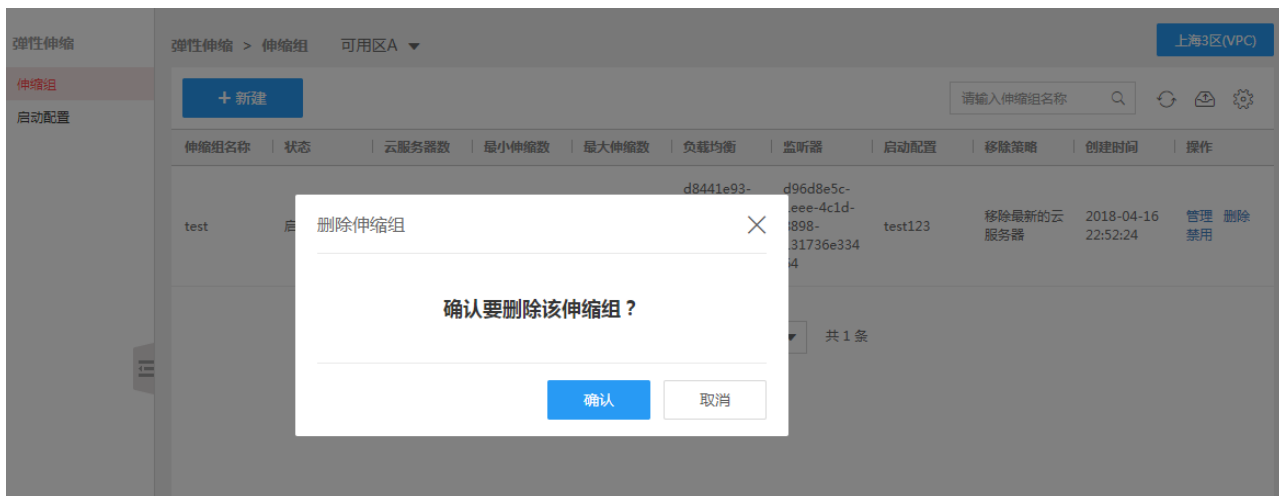 弹性伸缩
弹性伸缩 > 伸缩组 可用区A
上海3区(VPC)
伸缩组
启动配置
+ 新建
请输入伸缩组名称
伸缩组名称 状态 云服务器数 最小伸缩数 最大伸缩数 负载均衡 监听器 启动配置 移除策略 创建时间 操作
test
启
d8441e93-
d96d8e5c-
eee-4c1d-
898-
31736e334
test123
移除最新的云
服务器
2018-04-16
22:52:24
管理 删除
禁用
删除伸缩组
确认要删除该伸缩组？
确认 取消
共 1 条